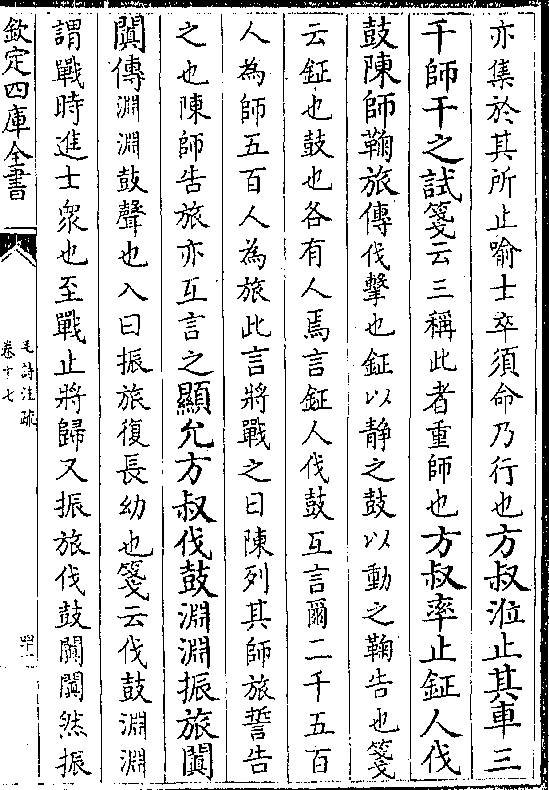 亦集於其所止喻士卒須命乃行也方叔涖止其車三
千師干之試箋云三稱此者重師也方叔率止鉦人伐
鼓陳師鞠旅傳伐擊也鉦以靜之鼓以動之鞠告也箋
云鉦也鼓也各有人焉言鉦人伐鼓互言爾二千五百
人為師五百人為旅此言將戰之日陳列其師旅誓告
之也陳師告旅亦互言之顯允方叔伐鼓淵淵振旅闐
闐傳淵淵鼓聲也入曰振旅復長幼也箋云伐鼓淵淵
謂戰時進士衆也至戰止將歸又振旅伐鼓闐闐然振
欽定四庫全書
毛詩注疏
卷十七